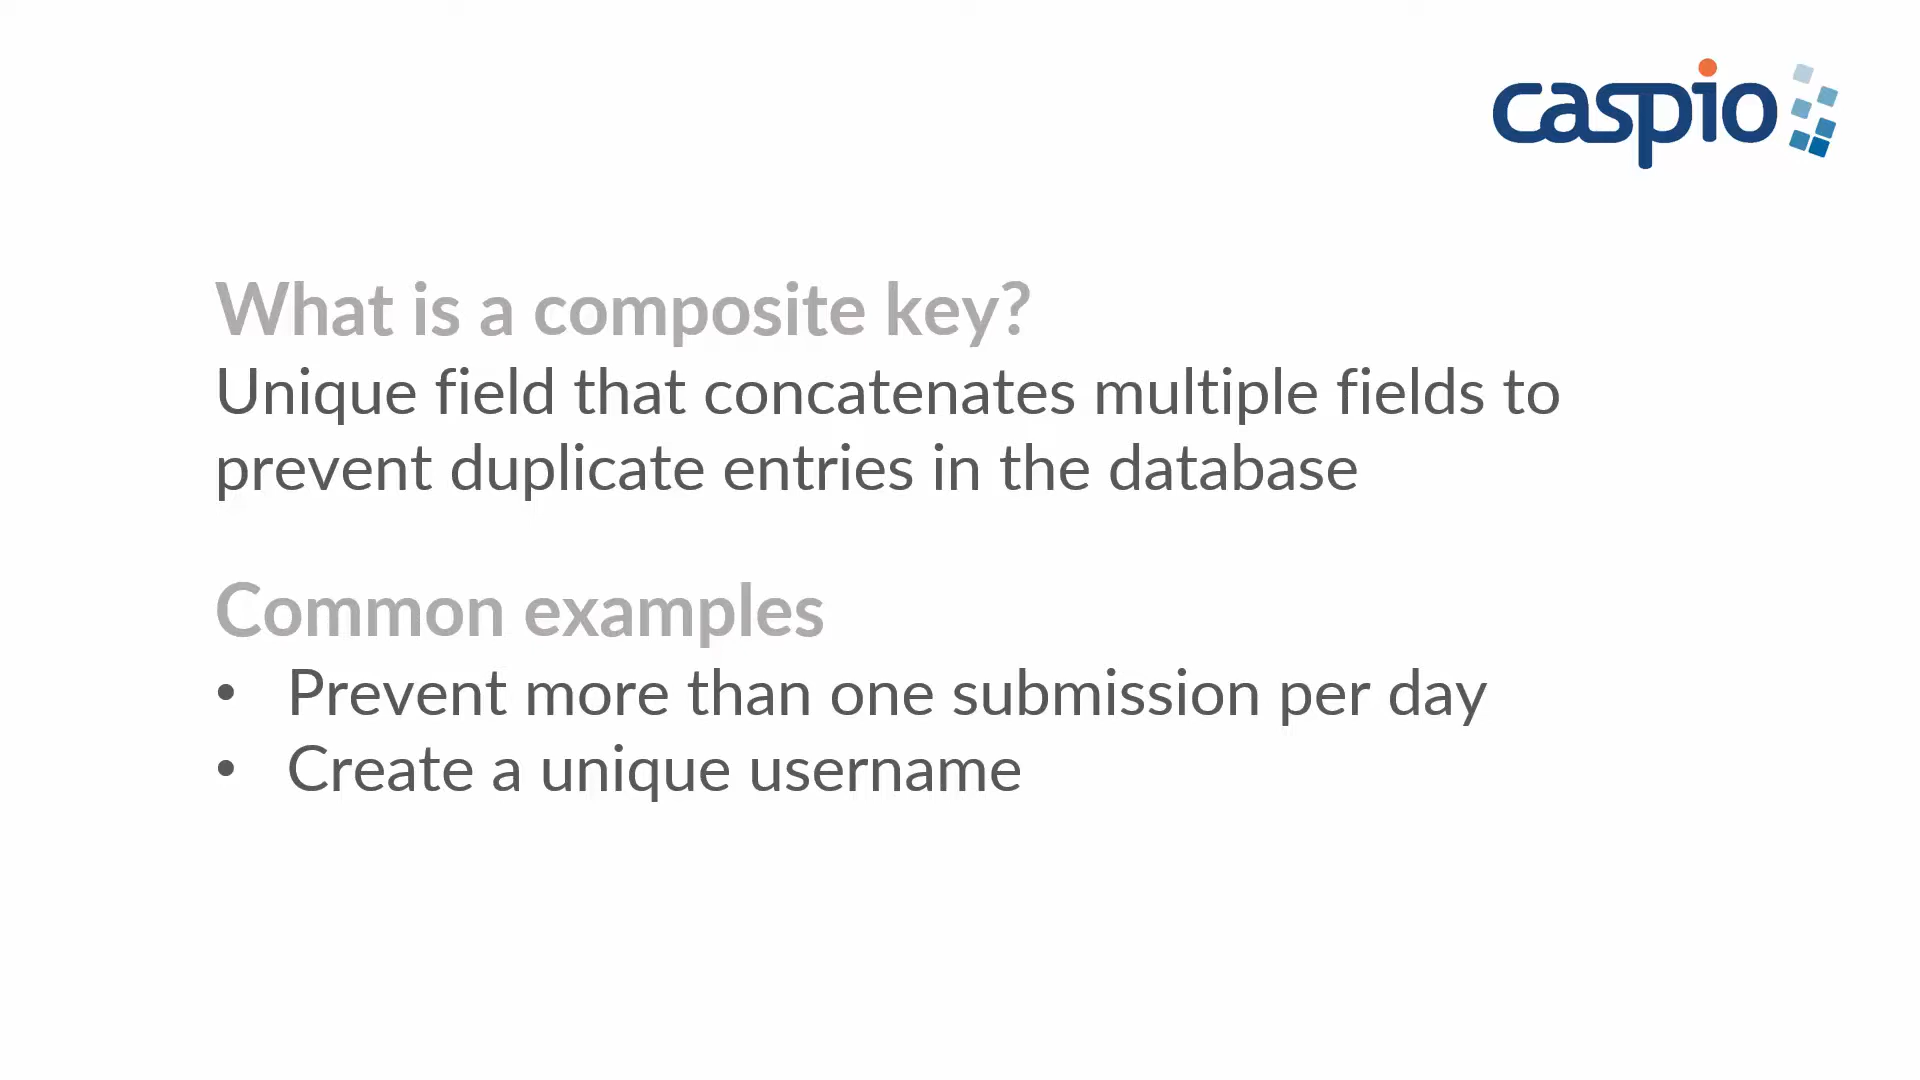 caspio
What is a composite key?
Unique field that concatenates multiple fields to
prevent duplicate entries in the database
Common examples
• Prevent more than one submission per day
• Create a unique username